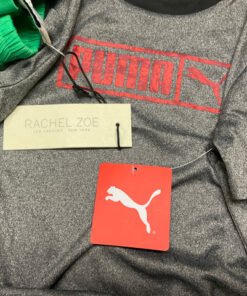 PUMA
RACHEL ZOE
LOS ANGELES · NEW YORK